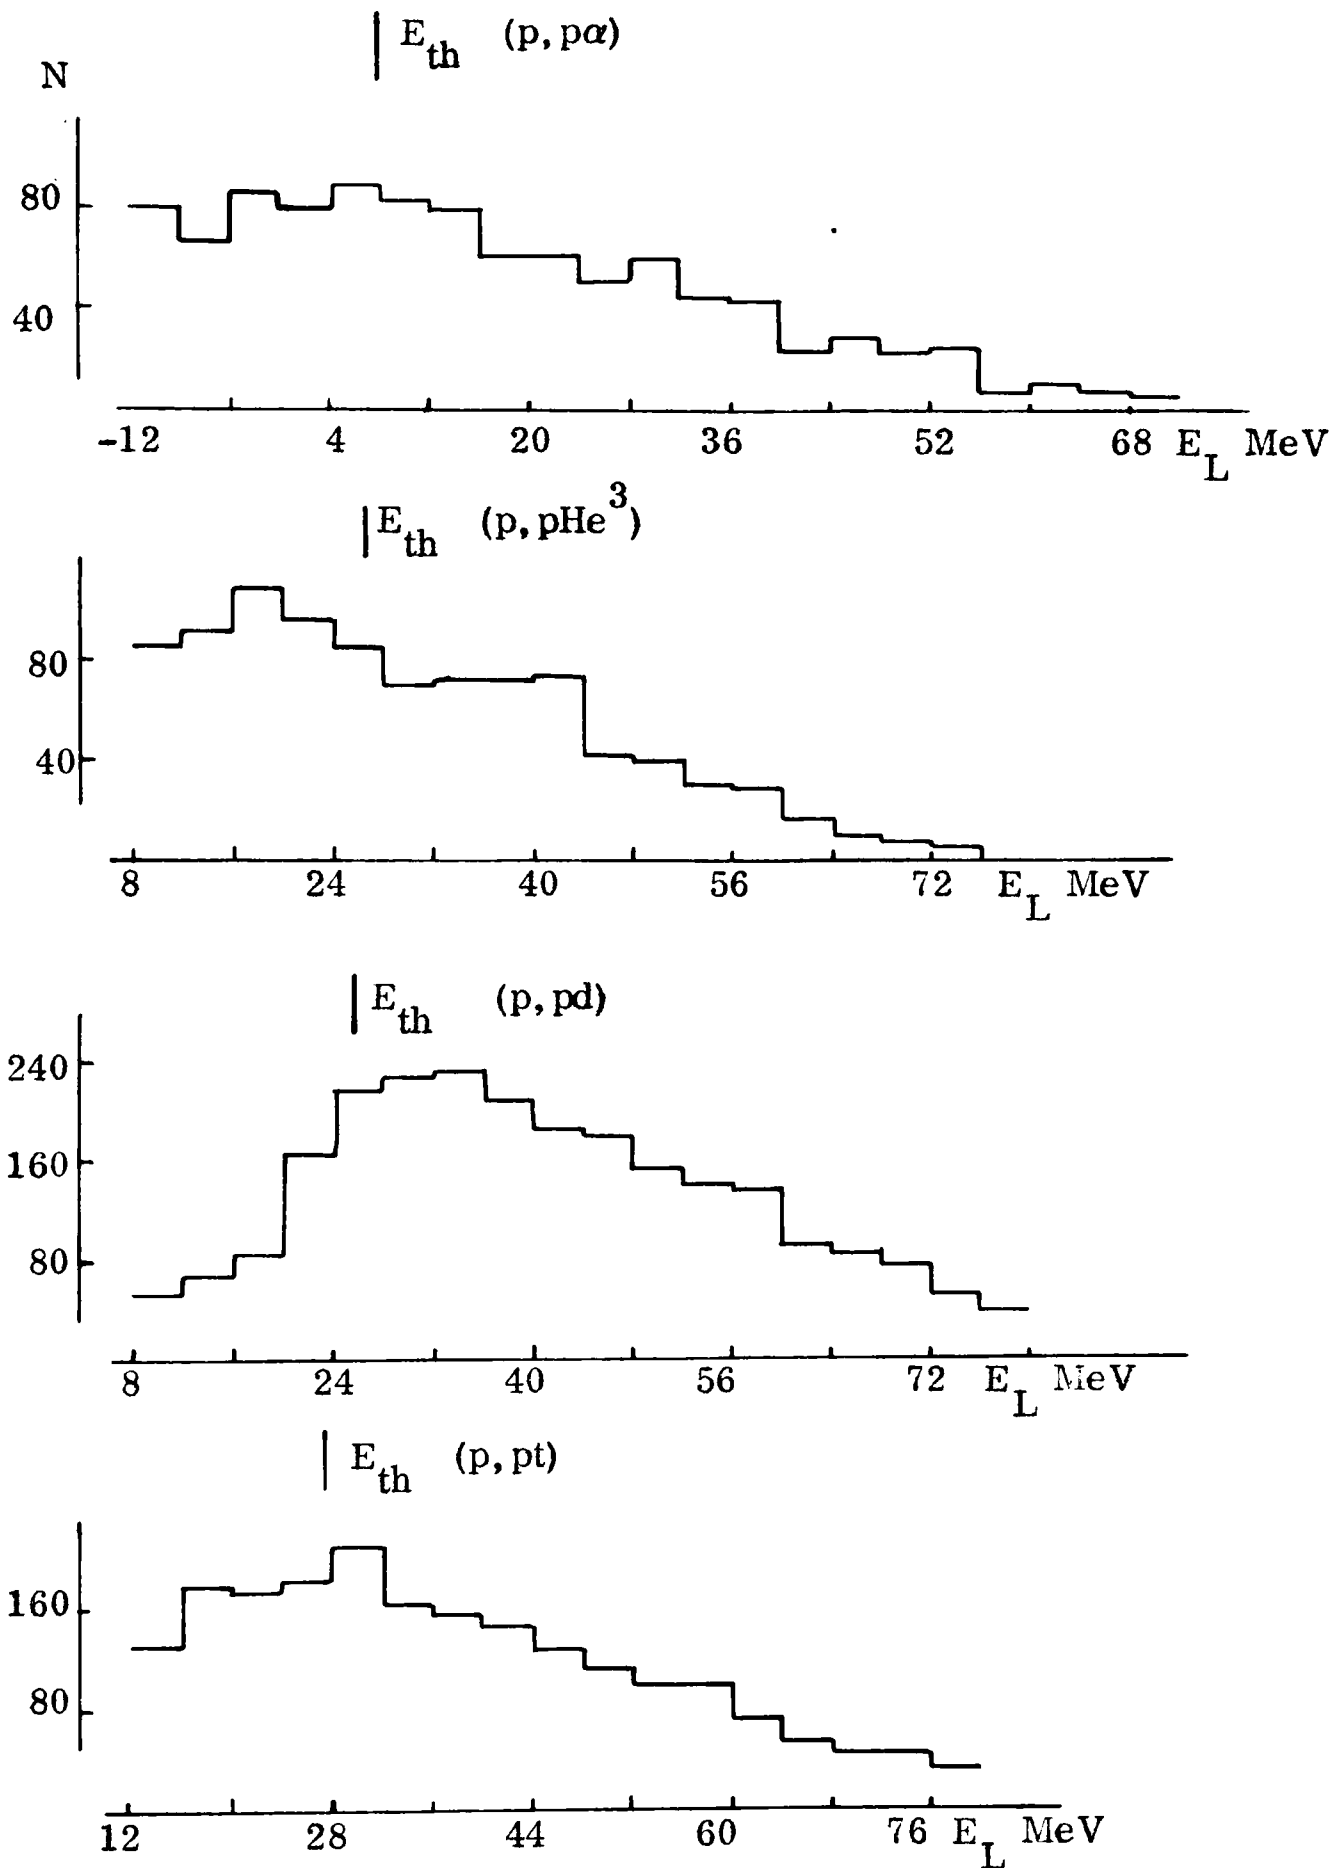 E_th (p, pα)
N
80
40
-12 4 20 36 52 68 E_L MeV
E_th (p, pHe^3)
80
40
8 24 40 56 72 E_L MeV
E_th (p, pd)
240
160
80
8 24 40 56 72 E_L MeV
E_th (p, pt)
160
80
12 28 44 60 76 E_L MeV